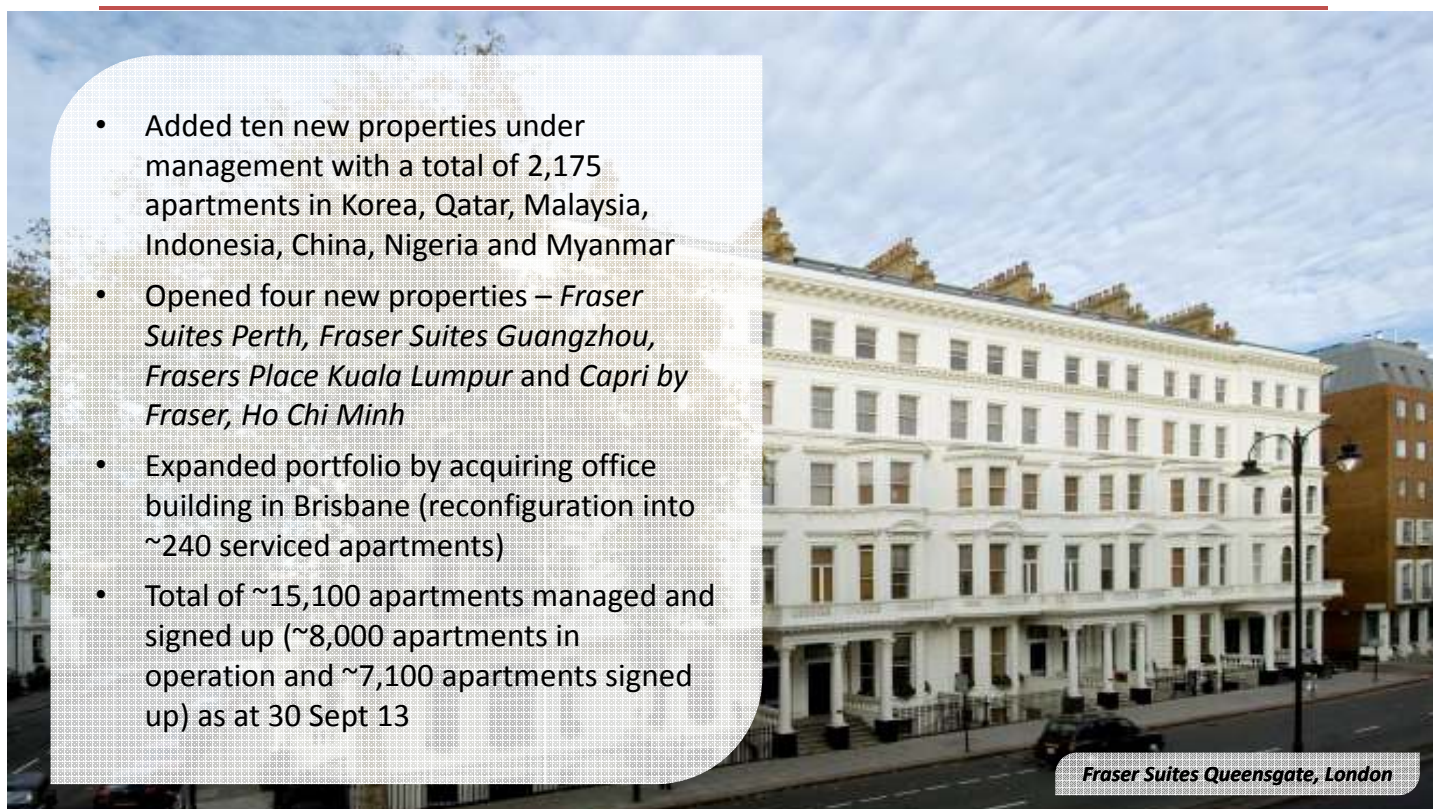 • Added ten new properties under
management with a total of 2,175
apartments in Korea, Qatar, Malaysia,
Indonesia, China, Nigeria and Myanmar
• Opened four new properties – Fraser
Suites Perth, Fraser Suites Guangzhou,
Frasers Place Kuala Lumpur and Capri by
Fraser, Ho Chi Minh
• Expanded portfolio by acquiring office
building in Brisbane (reconfiguration into
~240 serviced apartments)
• Total of ~15,100 apartments managed and
signed up (~8,000 apartments in
operation and ~7,100 apartments signed
up) as at 30 Sept 13
Fraser Suites Queensgate, London